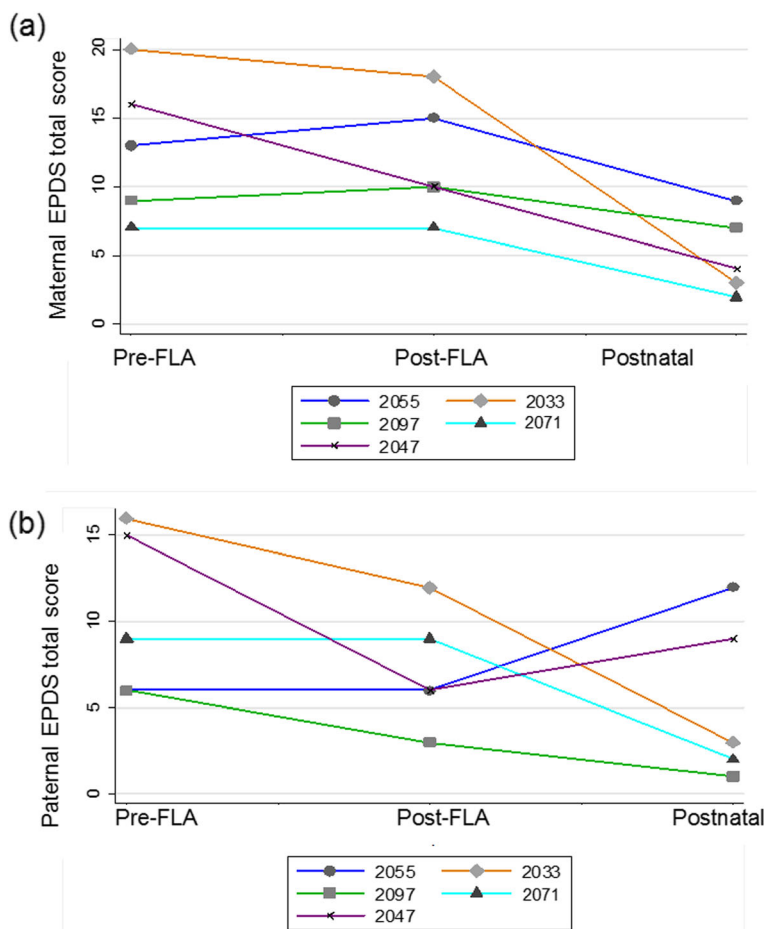 (a)
Maternal EPDS total score
20
15
10
5
0
Pre-FLA Post-FLA Postnatal
2055 2033
2097 2071
2047
(b)
Paternal EPDS total score
15
10
5
0
Pre-FLA Post-FLA Postnatal
2055 2033
2097 2071
2047